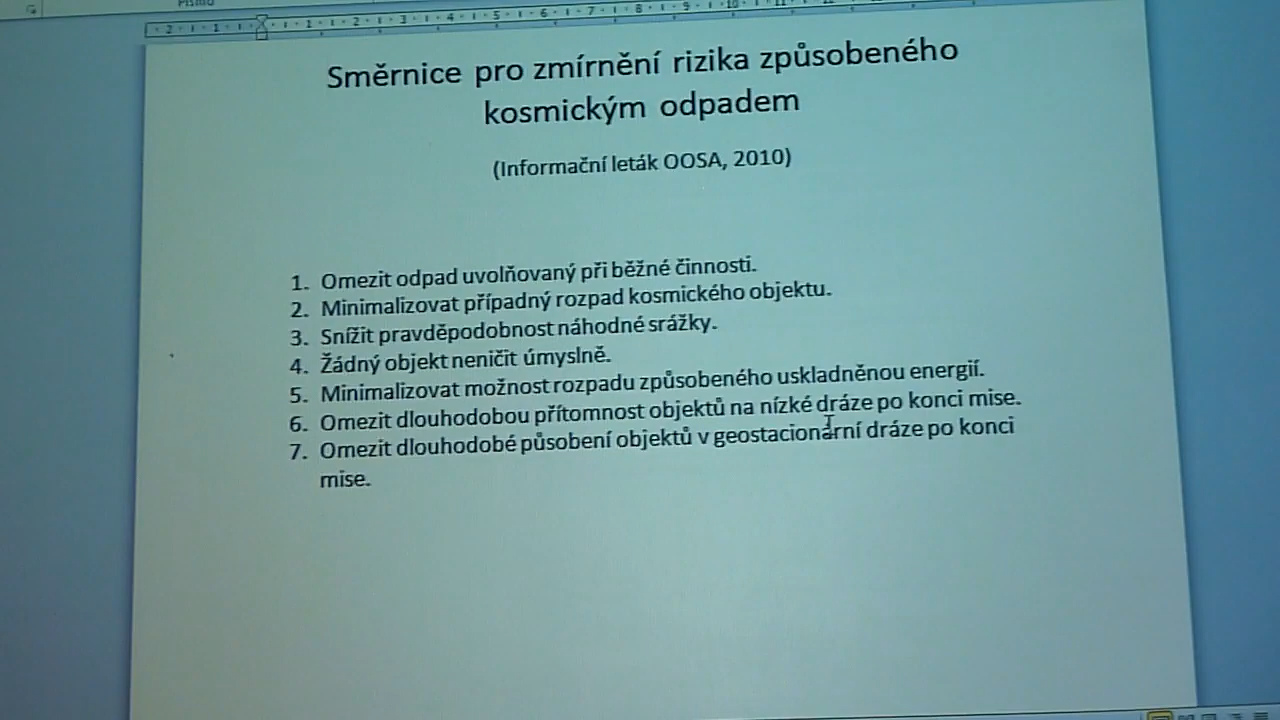 Směrnice pro zmírnění rizika způsobeného
kosmickým odpadem
(Informační leták OOSA, 2010)
1. Omezit odpad uvolňovaný při běžné činnosti.
2. Minimalizovat případný rozpad kosmického objektu.
3. Snížit pravděpodobnost náhodné srážky.
4. Žádný objekt neničit úmyslně.
5. Minimalizovat možnost rozpadu způsobeného uskladněnou energií.
6. Omezit dlouhodobou přítomnost objektů na nízké dráze po konci mise.
7. Omezit dlouhodobé působení objektů v geostacionární dráze po konci
mise.